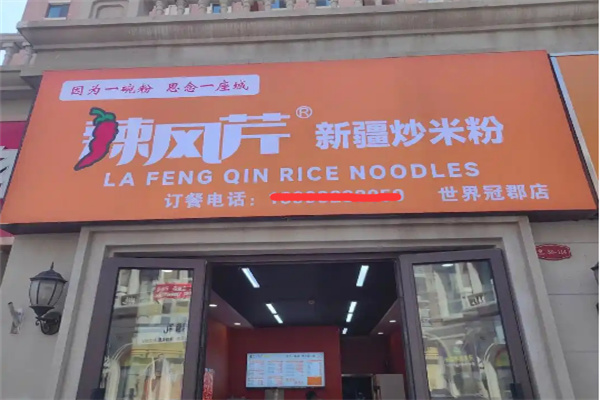 因为一碗粉 思念一座城
辣风芹® 新疆炒米粉
LA FENG QIN RICE NOODLES
订餐电话： 世界冠郡店